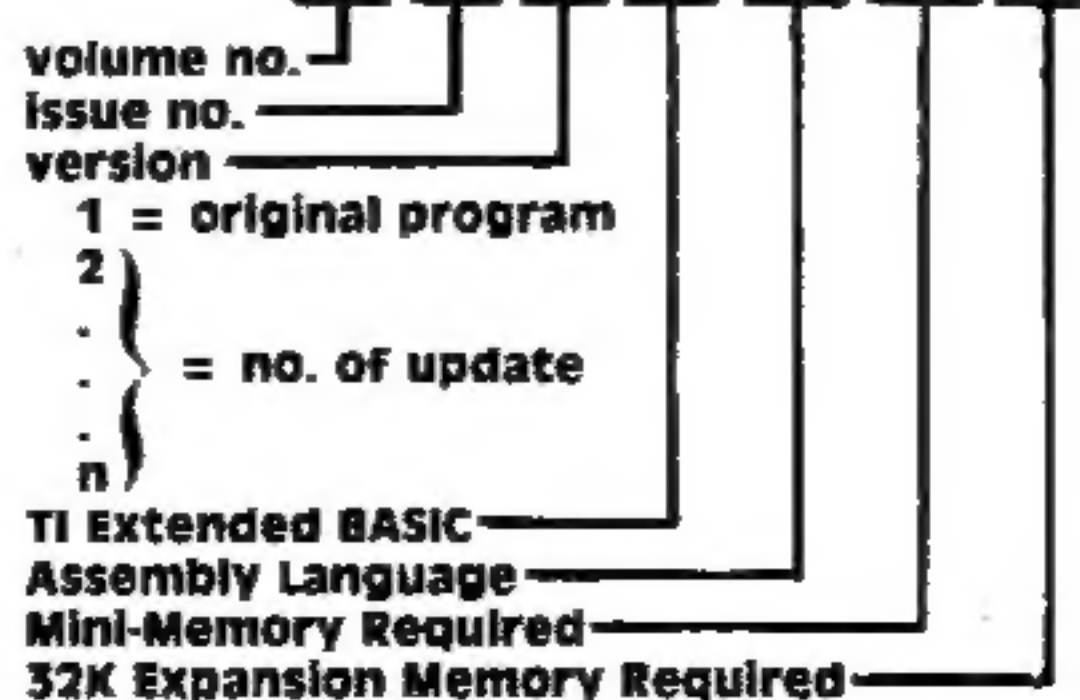 volume no.
issue no.
version
1 = original program
2
.
.
= no. of update
.
n
TI Extended BASIC
Assembly Language
Mini-Memory Required
32K Expansion Memory Required